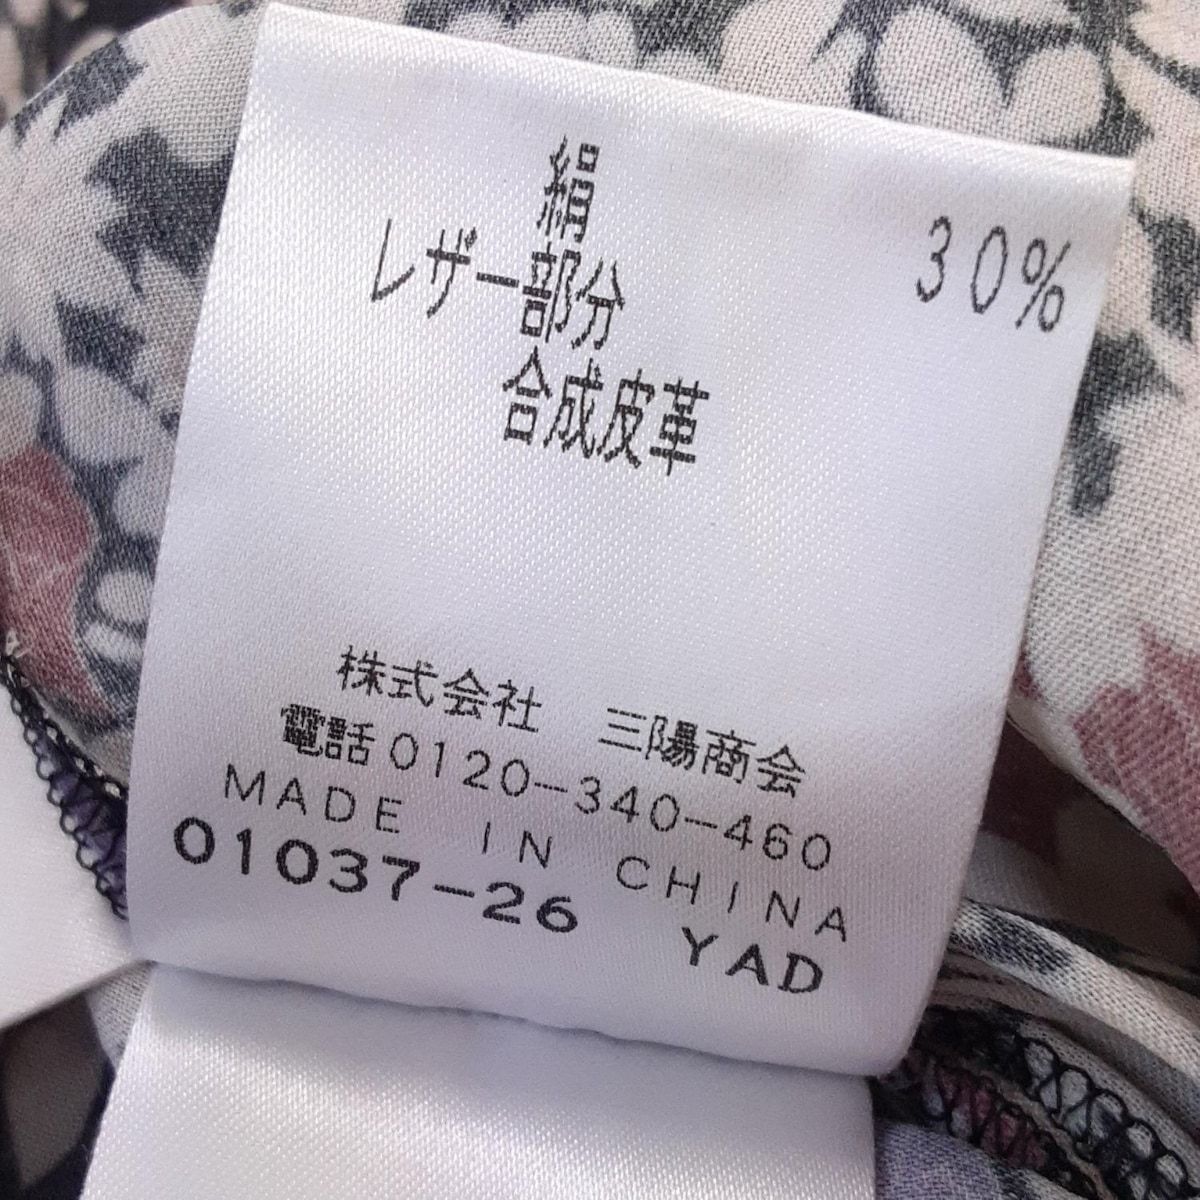 絹 30%
レザー部分
合成皮革
株式会社 三陽商会
電話0120-340-460
MADE IN CHINA
01037-26 YAD